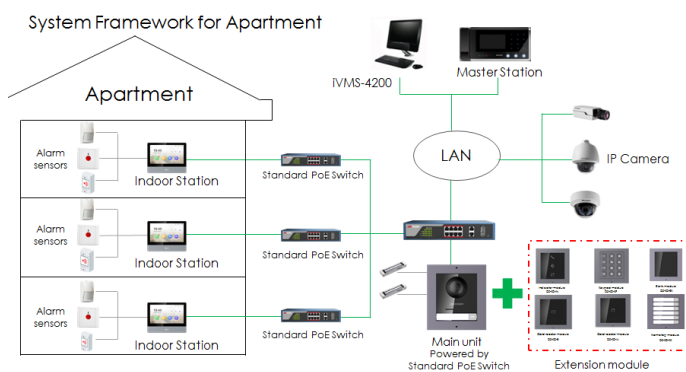 System Framework for Apartment
iVMS-4200
Master Station
Apartment
LAN
IP Camera
Alarm
sensors
Indoor Station
Standard PoE Switch
Alarm
sensors
Indoor Station
Standard PoE Switch
Alarm
sensors
Indoor Station
Standard PoE Switch
Main unit
Powered by
Standard PoE Switch
Extension module